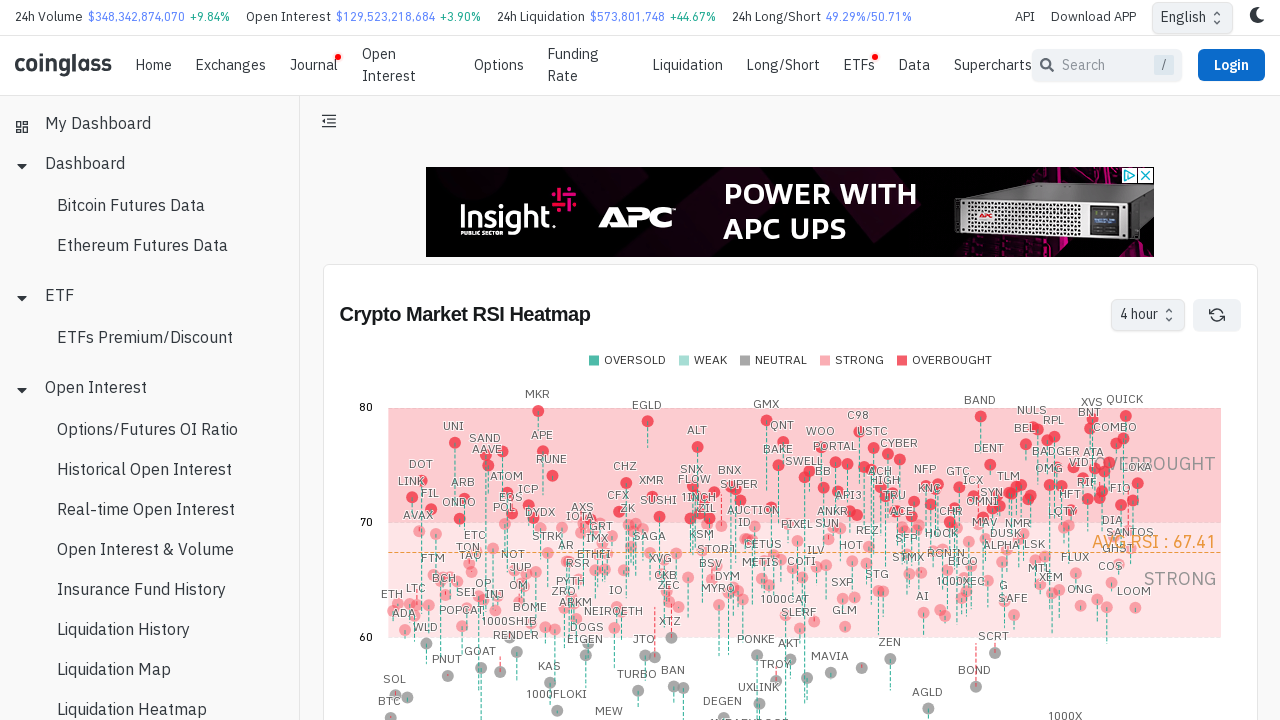 24h Volume $348,342,874,070 +9.84% Open Interest $129,523,218,684 +3.90% 24h Liquidation $573,801,748 +44.67% 24h Long/Short 49.29%/50.71% API Download APP English
coinglass Home Exchanges Journal Open Interest Options Funding Rate Liquidation Long/Short ETFs Data Supercharts Search / Login
My Dashboard
Dashboard
Bitcoin Futures Data
Ethereum Futures Data
ETF
ETFs Premium/Discount
Open Interest
Options/Futures OI Ratio
Historical Open Interest
Real-time Open Interest
Open Interest & Volume
Insurance Fund History
Liquidation History
Liquidation Map
Liquidation Heatmap
Insight.
PUBLIC SECTOR
APC
POWER WITH
APC UPS
Crypto Market RSI Heatmap
4 hour
OVERSOLD WEAK NEUTRAL STRONG OVERBOUGHT
MKR
XVS QUICK
80 EGLD GMX BAND
NULS BNT
C98 RPL
UNI ALT QNT WOO USTC BEL COMBO
SAND APE
AAVE BAKE PORTAL CYBER DENT BADGER ATA
DOT RUNE CHZ SNX BNX SWELL NFP OMG VIDT
LINK ARB ATOM XMR FLOW SUPER ACH GTC ICX TLM
FIL ONDO EOS ICP CFX SUSHI 1INCH API3 HIGH KNC SYN HFT RIF FIO
AVAX POL DYDX AXS ZK ZIL AUCTION ANKR TRU OMNI
IOTA ACE CHR LQTY
70 GRT ID PIXEL SUN MAV NMR DIA
ETC STRK IMX SAGA KSM REZ SFP HOOK DUSK SANTOS
AVG RSI : 67.41
TON AR CETUS HOT ALPHA LSK GHST
FTM TAO NOT ETHFI XVG STORJ ILV STMX RONIN FLUX
JUP RSR BSV METIS COTI BICO MTL COS
BCH OP OM PYTH CKB DYM STG 1000XEC XEM STRONG
ETH LTC SEI INJ ZRO IO ZEC MYRO SXP G ONG LOOM
ADA POPCAT BOME 1000CAT AI SAFE
WLD 1000SHIB DOGS NEIROETH XTZ SLERF GLM
60 RENDER EIGEN JTO PONKE AKT ZEN SCRT
PNUT GOAT KAS TURBO BAN TROY MAVIA BOND
SOL 1000FLOKI UXLINK AGLD
BTC MEW DEGEN 1000X